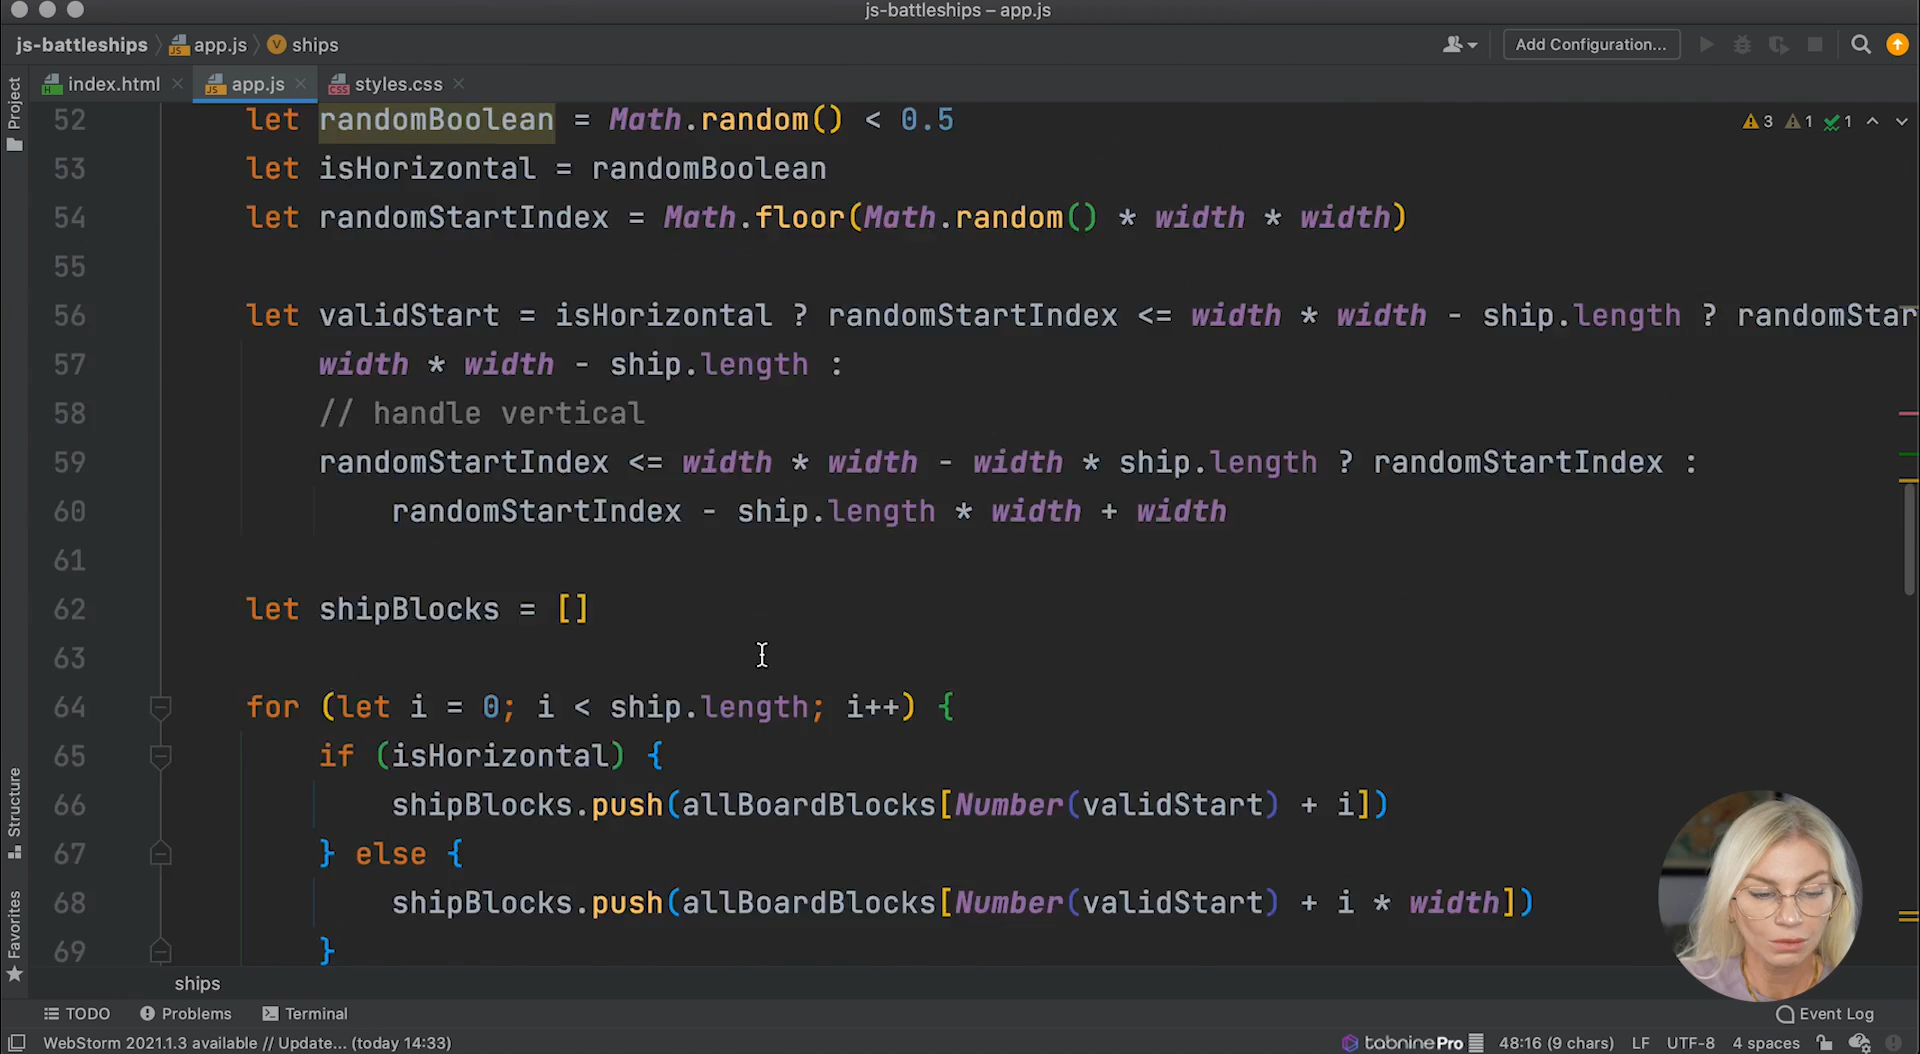 js-battleships – app.js
js-battleships 〉 app.js 〉 V ships
Add Configuration...
index.html
app.js
styles.css
Project
3 1 1
52 let randomBoolean = Math.random() < 0.5
53 let isHorizontal = randomBoolean
54 let randomStartIndex = Math.floor(Math.random() * width * width)
55
56 let validStart = isHorizontal ? randomStartIndex <= width * width - ship.length ? randomStar
57 width * width - ship.length :
58 // handle vertical
59 randomStartIndex <= width * width - width * ship.length ? randomStartIndex :
60 randomStartIndex - ship.length * width + width
61
62 let shipBlocks = []
63
64 for (let i = 0; i < ship.length; i++) {
65 if (isHorizontal) {
66 shipBlocks.push(allBoardBlocks[Number(validStart) + i])
67 } else {
68 shipBlocks.push(allBoardBlocks[Number(validStart) + i * width])
69 }
Structure
Favorites
ships
TODO
Problems
Terminal
Event Log
WebStorm 2021.1.3 available // Update... (today 14:33)
tabnine Pro
48:16 (9 chars)
LF
UTF-8
4 spaces